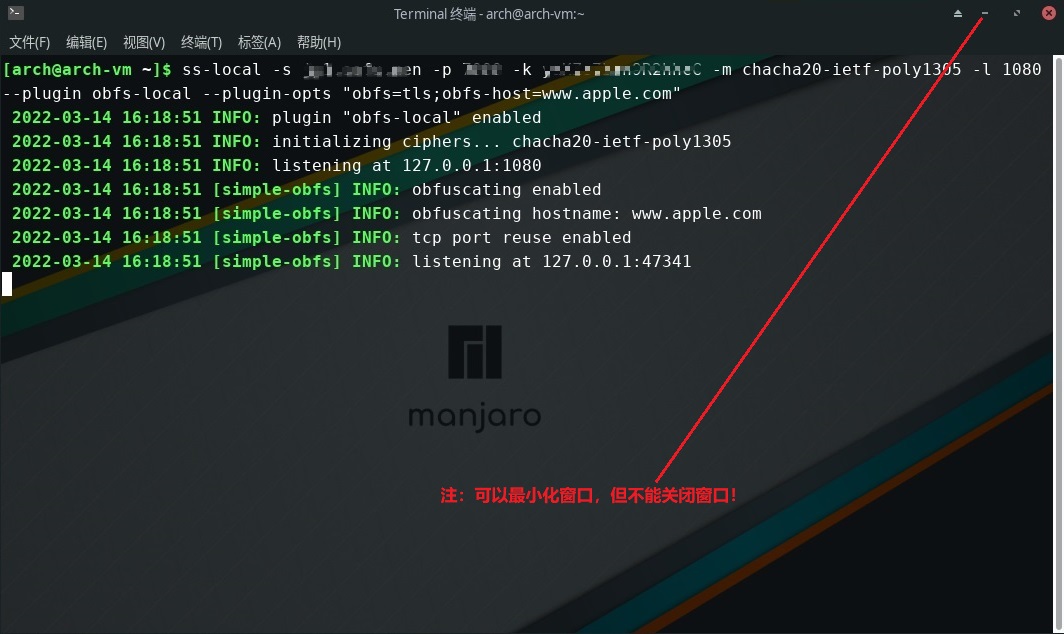 Terminal 终端 - arch@arch-vm:~
文件(F) 编辑(E) 视图(V) 终端(T) 标签(A) 帮助(H)
[arch@arch-vm ~]$ ss-local -s -p -k -m chacha20-ietf-poly1305 -l 1080
--plugin obfs-local --plugin-opts "obfs=tls;obfs-host=www.apple.com"
2022-03-14 16:18:51 INFO: plugin "obfs-local" enabled
2022-03-14 16:18:51 INFO: initializing ciphers... chacha20-ietf-poly1305
2022-03-14 16:18:51 INFO: listening at 127.0.0.1:1080
2022-03-14 16:18:51 [simple-obfs] INFO: obfuscating enabled
2022-03-14 16:18:51 [simple-obfs] INFO: obfuscating hostname: www.apple.com
2022-03-14 16:18:51 [simple-obfs] INFO: tcp port reuse enabled
2022-03-14 16:18:51 [simple-obfs] INFO: listening at 127.0.0.1:47341
manjaro
注：可以最小化窗口，但不能关闭窗口！